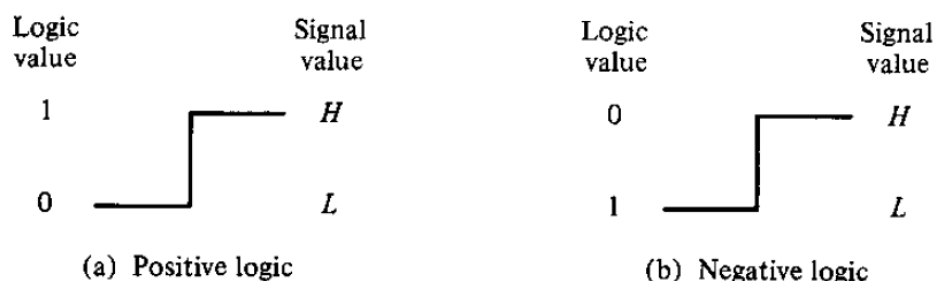 Logic
value
Signal
value
1
H
0
L
(a) Positive logic
Logic
value
Signal
value
0
H
1
L
(b) Negative logic